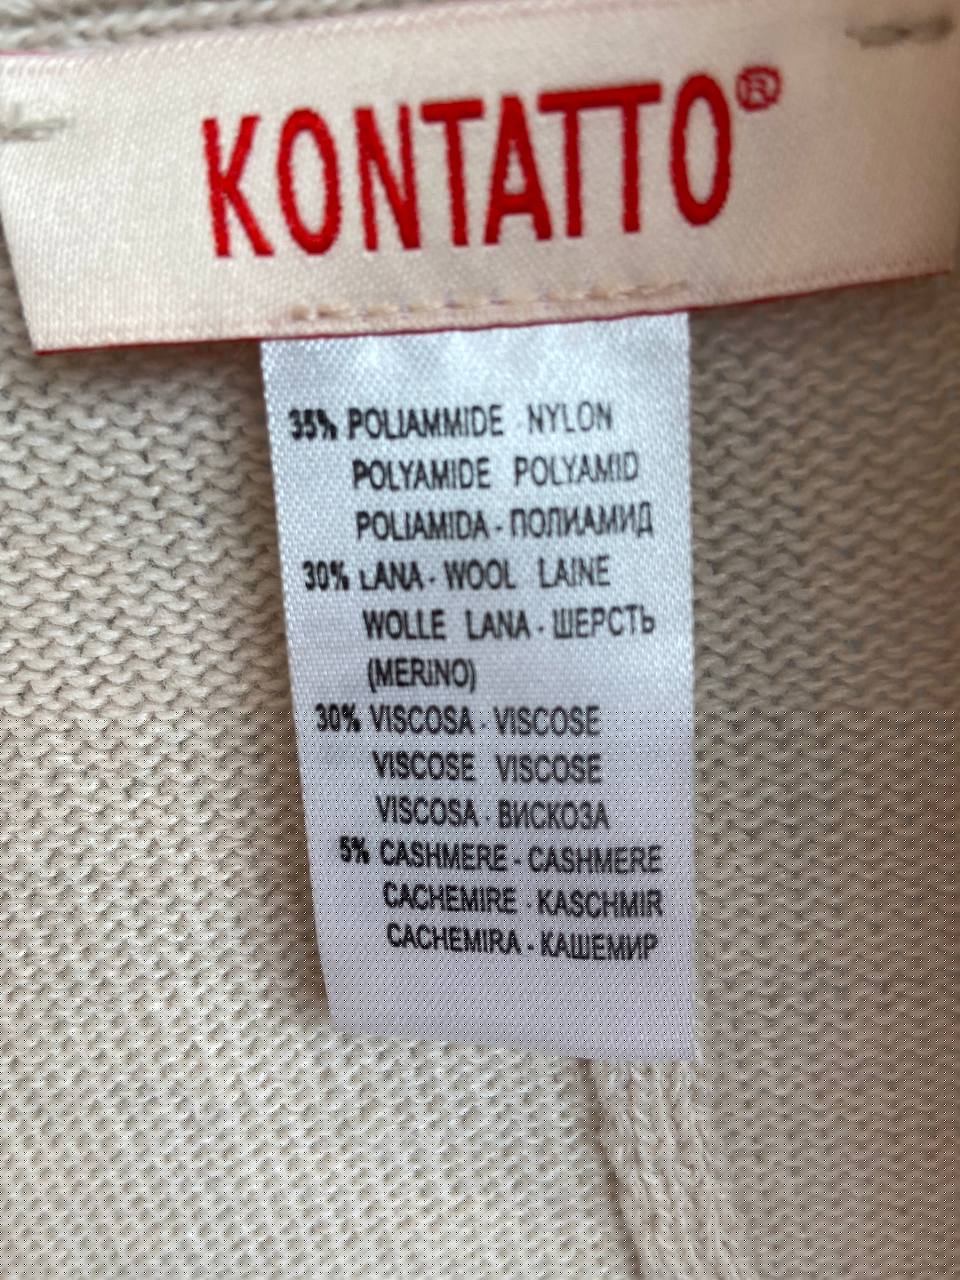 KONTATTO®
35% POLIAMMIDE NYLON
POLYAMIDE POLYAMID
POLIAMIDA - ПОЛИАМИД
30% LANA - WOOL LAINE
WOLLE LANA - ШЕРСТЬ
(MERINO)
30% VISCOSA - VISCOSE
VISCOSE VISCOSE
VISCOSA - ВИСКОЗА
5% CASHMERE - CASHMERE
CACHEMIRE - KASCHMIR
CACHEMIRA - КАШЕМИР